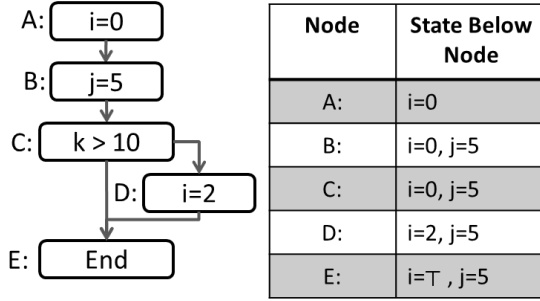 A: i=0
B: j=5
C: k > 10
D: i=2
E: End
Node State Below Node
A: i=0
B: i=0, j=5
C: i=0, j=5
D: i=2, j=5
E: i=⊤ , j=5